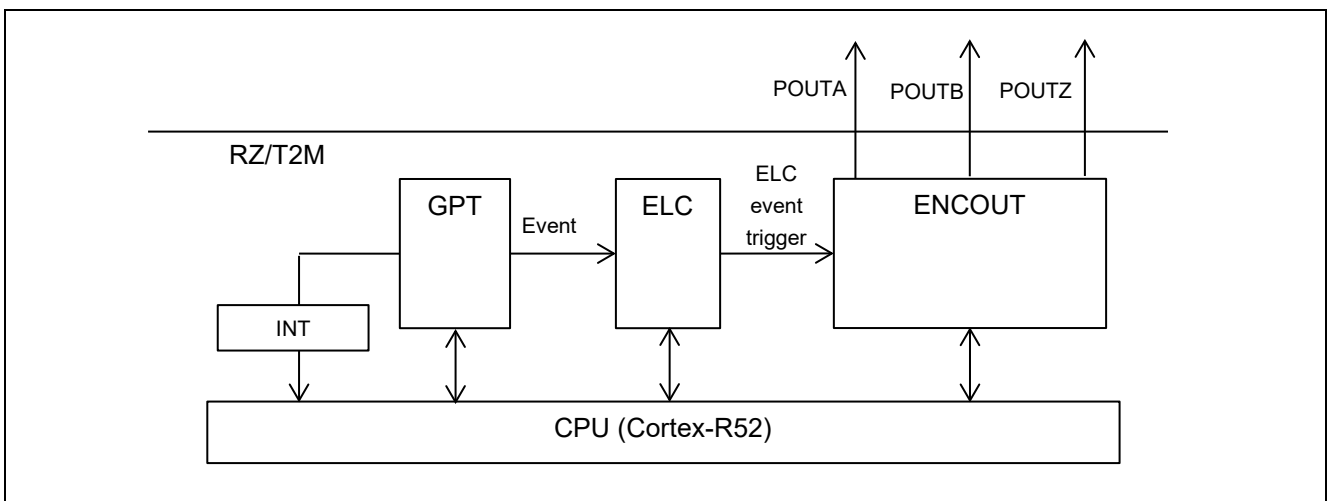 POUTA
POUTB
POUTZ
RZ/T2M
GPT
Event
ELC
ELC
event
trigger
ENCOUT
INT
CPU (Cortex-R52)